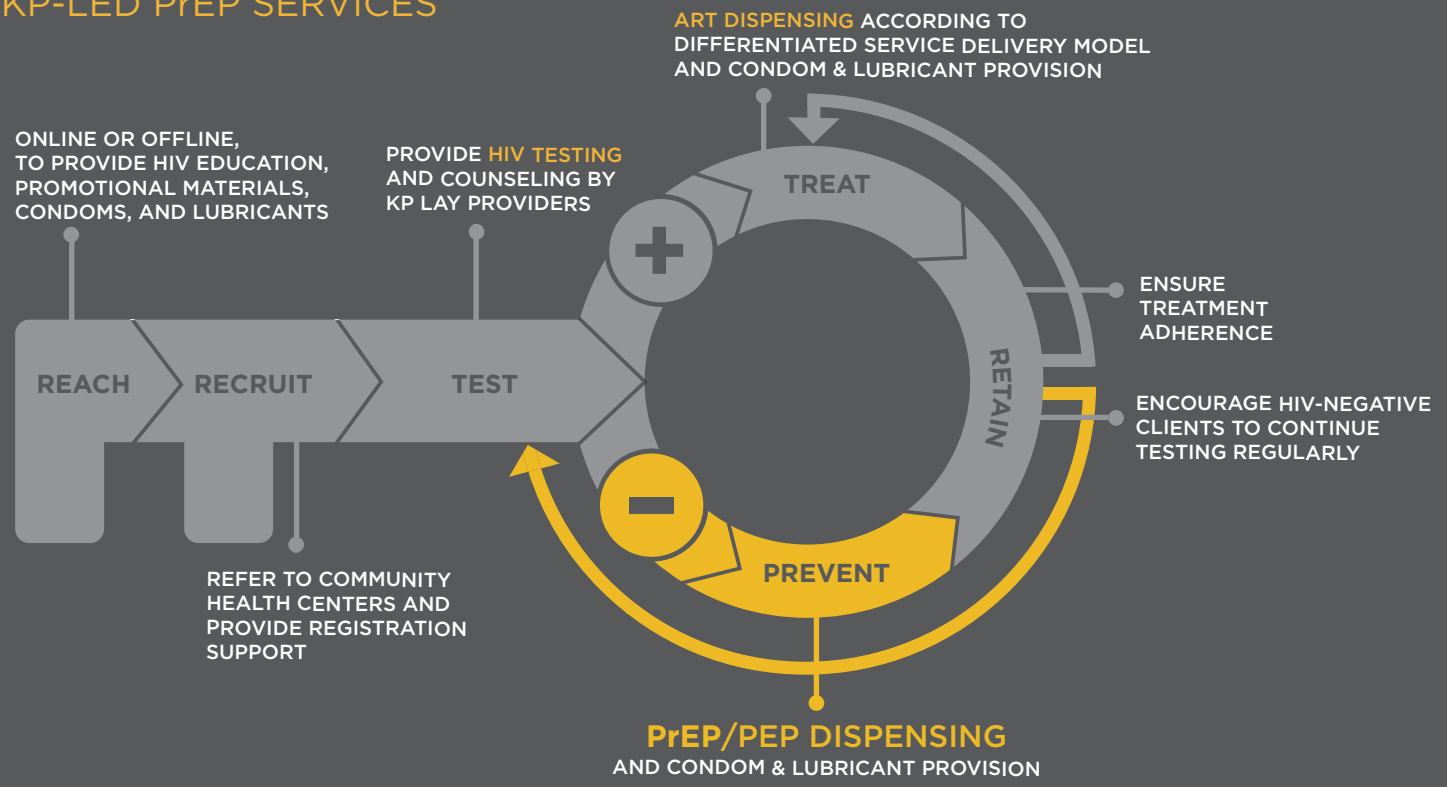 KP-LED PrEP SERVICES
ART DISPENSING ACCORDING TO
DIFFERENTIATED SERVICE DELIVERY MODEL
AND CONDOM & LUBRICANT PROVISION
ONLINE OR OFFLINE,
TO PROVIDE HIV EDUCATION,
PROMOTIONAL MATERIALS,
CONDOMS, AND LUBRICANTS
PROVIDE HIV TESTING
AND COUNSELING BY
KP LAY PROVIDERS
TREAT
ENSURE
TREATMENT
ADHERENCE
REACH
RECRUIT
TEST
RETAIN
ENCOURAGE HIV-NEGATIVE
CLIENTS TO CONTINUE
TESTING REGULARLY
PREVENT
REFER TO COMMUNITY
HEALTH CENTERS AND
PROVIDE REGISTRATION
SUPPORT
PrEP/PEP DISPENSING
AND CONDOM & LUBRICANT PROVISION